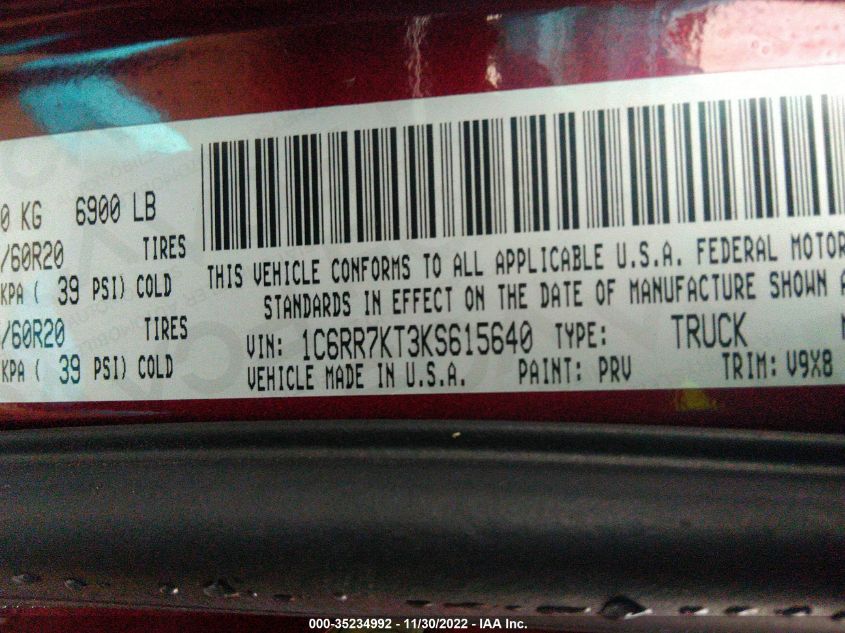 0 KG 6900 LB
/60R20 TIRES
KPA ( 39 PSI) COLD
/60R20 TIRES
KPA ( 39 PSI) COLD
THIS VEHICLE CONFORMS TO ALL APPLICABLE U.S.A. FEDERAL MOTOR
STANDARDS IN EFFECT ON THE DATE OF MANUFACTURE SHOWN A
VIN: 1C6RR7KT3KS615640 TYPE: TRUCK
VEHICLE MADE IN U.S.A. PAINT: PRV TRIM: V9X8
000-35234992 - 11/30/2022 - IAA Inc.